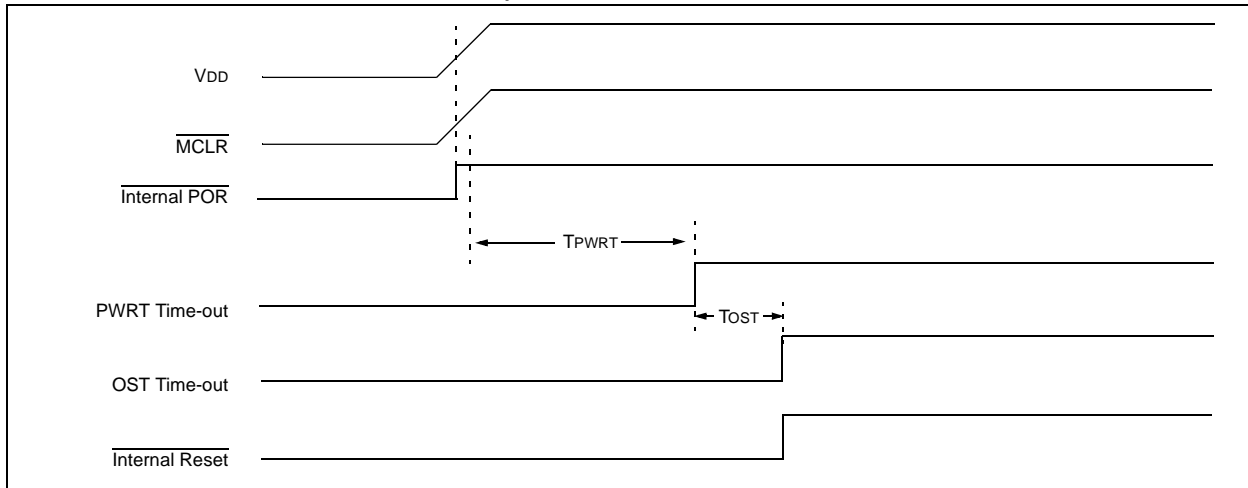 VDD
MCLR
Internal POR
TPWRT
PWRT Time-out
TOST
OST Time-out
Internal Reset